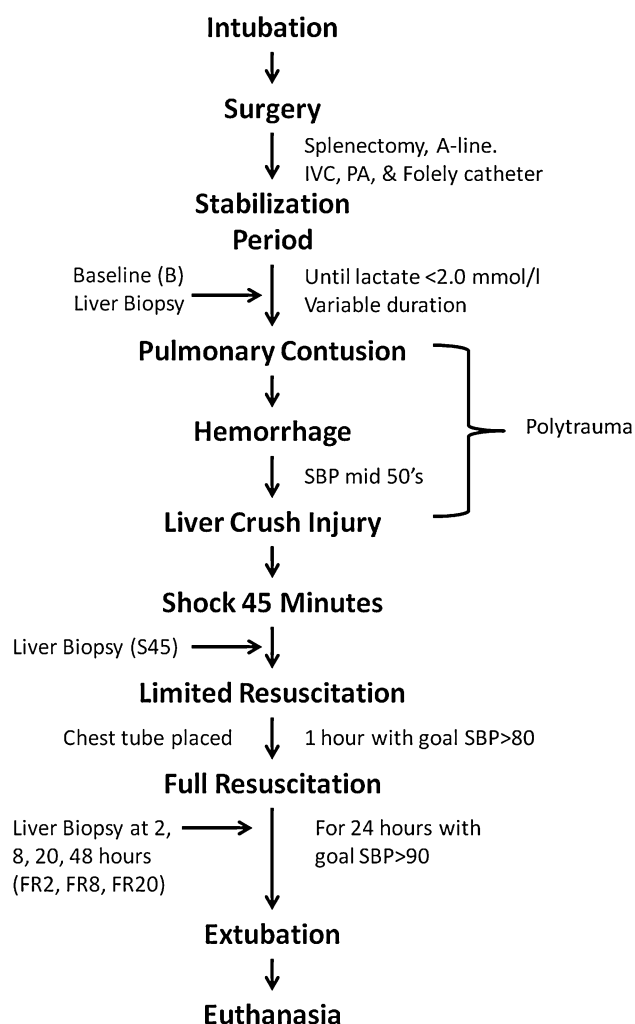 Intubation
Surgery
Splenectomy, A-line.
IVC, PA, & Folely catheter
Stabilization
Period
Baseline (B)
Liver Biopsy
Until lactate <2.0 mmol/l
Variable duration
Pulmonary Contusion
Hemorrhage
Polytrauma
SBP mid 50’s
Liver Crush Injury
Shock 45 Minutes
Liver Biopsy (S45)
Limited Resuscitation
Chest tube placed
1 hour with goal SBP>80
Full Resuscitation
Liver Biopsy at 2,
8, 20, 48 hours
(FR2, FR8, FR20)
For 24 hours with
goal SBP>90
Extubation
Euthanasia